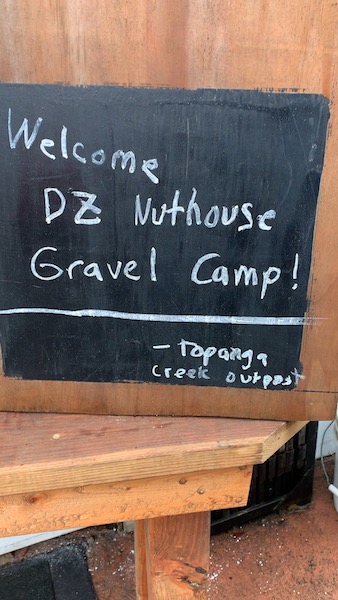 Welcome
DZ Nuthouse
Gravel Camp!
- Topanga
Creek outpost